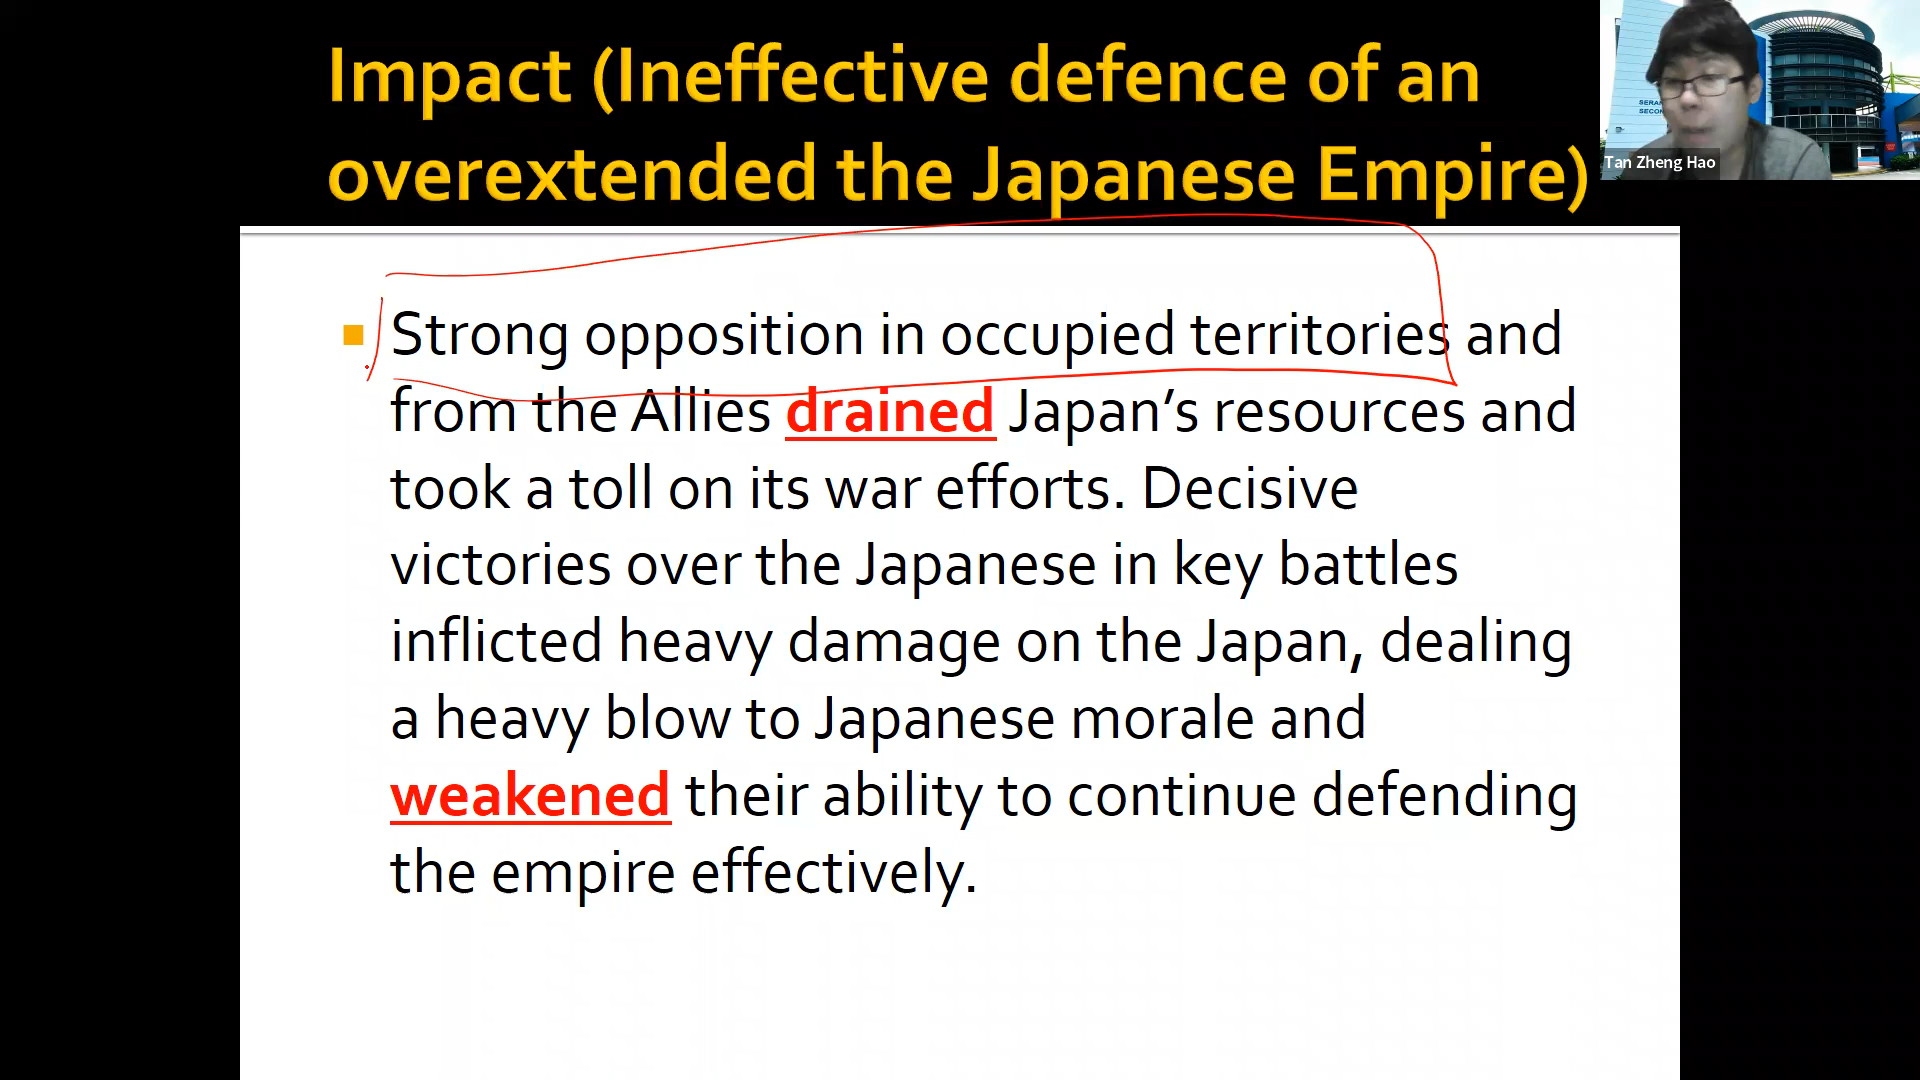 Impact (Ineffective defence of an
overextended the Japanese Empire)
SERAN
SECON
Tan Zheng Hao
Strong opposition in occupied territories and
from the Allies drained Japan’s resources and
took a toll on its war efforts. Decisive
victories over the Japanese in key battles
inflicted heavy damage on the Japan, dealing
a heavy blow to Japanese morale and
weakened their ability to continue defending
the empire effectively.